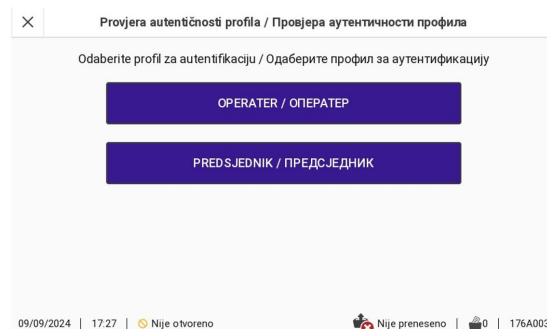 Provjera autentičnosti profila / Провјера аутентичности профила
Odaberite profil za autentifikaciju / Одаберите профил за аутентификацију
OPERATER / ОПЕРАТЕР
PREDSJEDNIK / ПРЕДСЈЕДНИК
09/09/2024 | 17:27 | Nije otvoreno Nije preneseno | 0 | 176A003